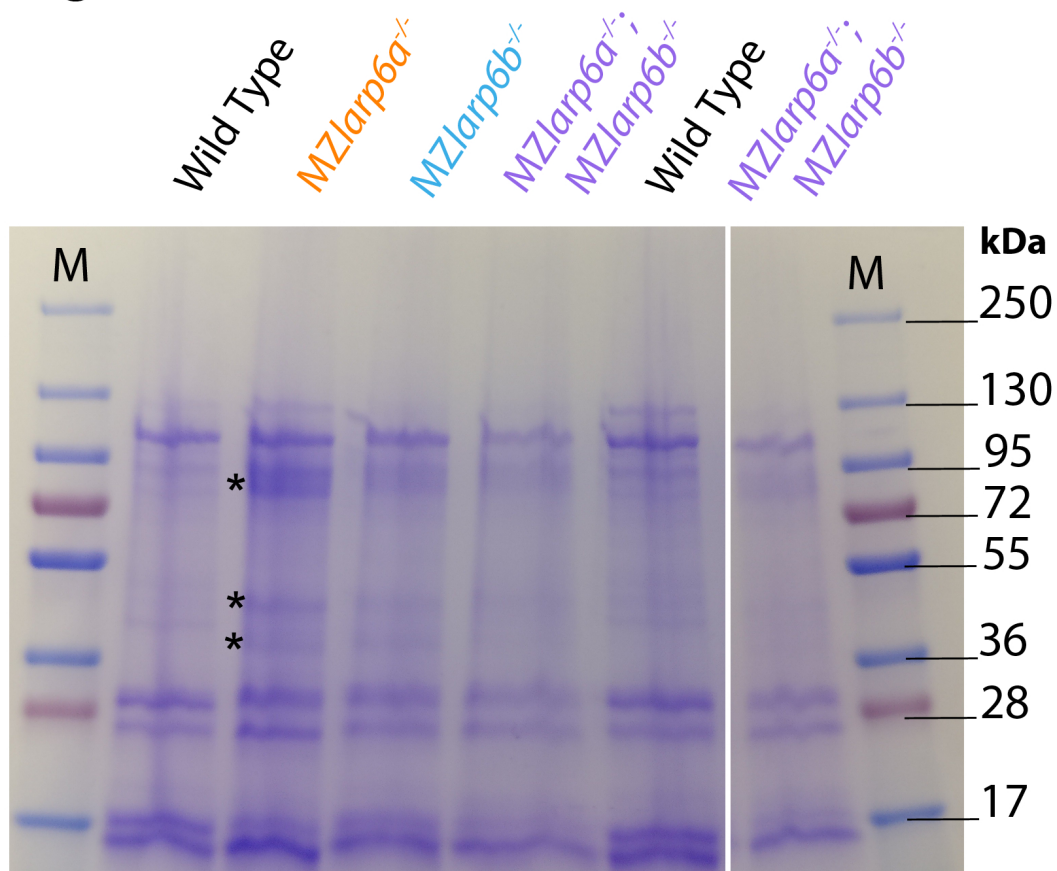 Wild Type
MZlarp6a-/-
MZlarp6b-/-
MZlarp6a-/-;
MZlarp6b-/-
Wild Type
MZlarp6a-/-;
MZlarp6b-/-
kDa
M
M
250
130
95
*
72
55
*
*
36
28
17